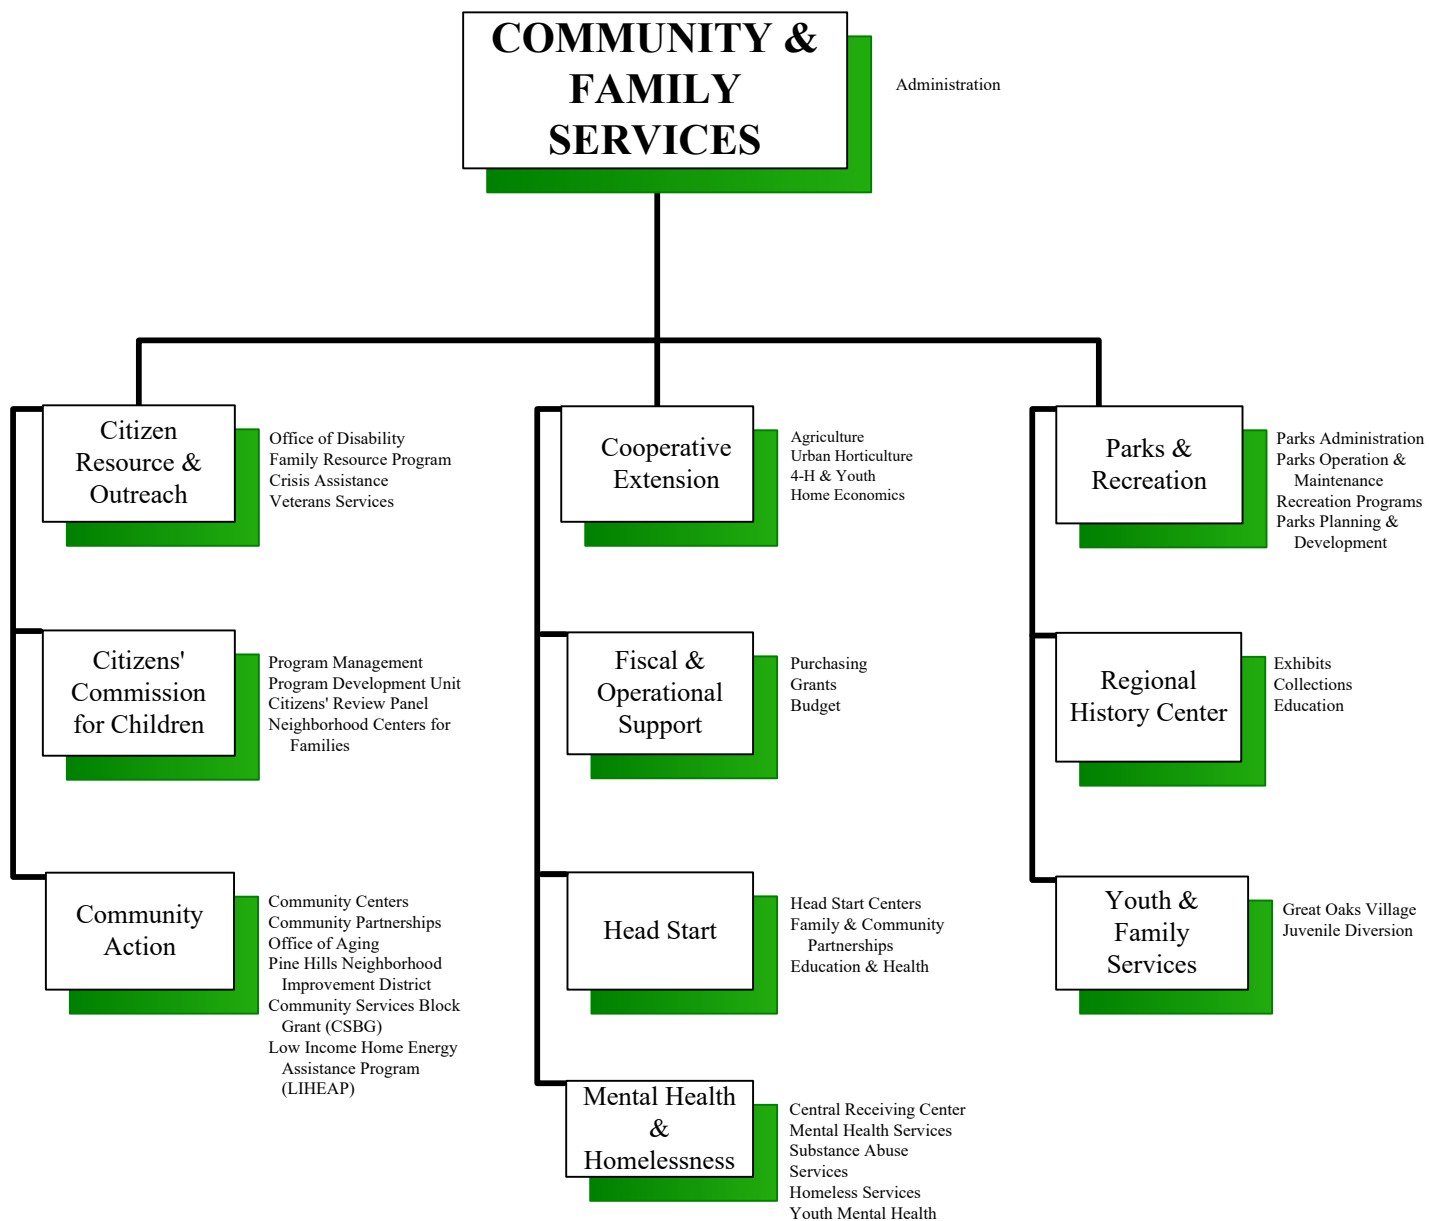 COMMUNITY &
FAMILY
SERVICES
Administration
Citizen
Resource &
Outreach
Office of Disability
Family Resource Program
Crisis Assistance
Veterans Services
Citizens'
Commission
for Children
Program Management
Program Development Unit
Citizens' Review Panel
Neighborhood Centers for
Families
Community
Action
Community Centers
Community Partnerships
Office of Aging
Pine Hills Neighborhood
Improvement District
Community Services Block
Grant (CSBG)
Low Income Home Energy
Assistance Program
(LIHEAP)
Cooperative
Extension
Agriculture
Urban Horticulture
4-H & Youth
Home Economics
Fiscal &
Operational
Support
Purchasing
Grants
Budget
Head Start
Head Start Centers
Family & Community
Partnerships
Education & Health
Mental Health
&
Homelessness
Central Receiving Center
Mental Health Services
Substance Abuse
Services
Homeless Services
Youth Mental Health
Parks &
Recreation
Parks Administration
Parks Operation &
Maintenance
Recreation Programs
Parks Planning &
Development
Regional
History Center
Exhibits
Collections
Education
Youth &
Family
Services
Great Oaks Village
Juvenile Diversion